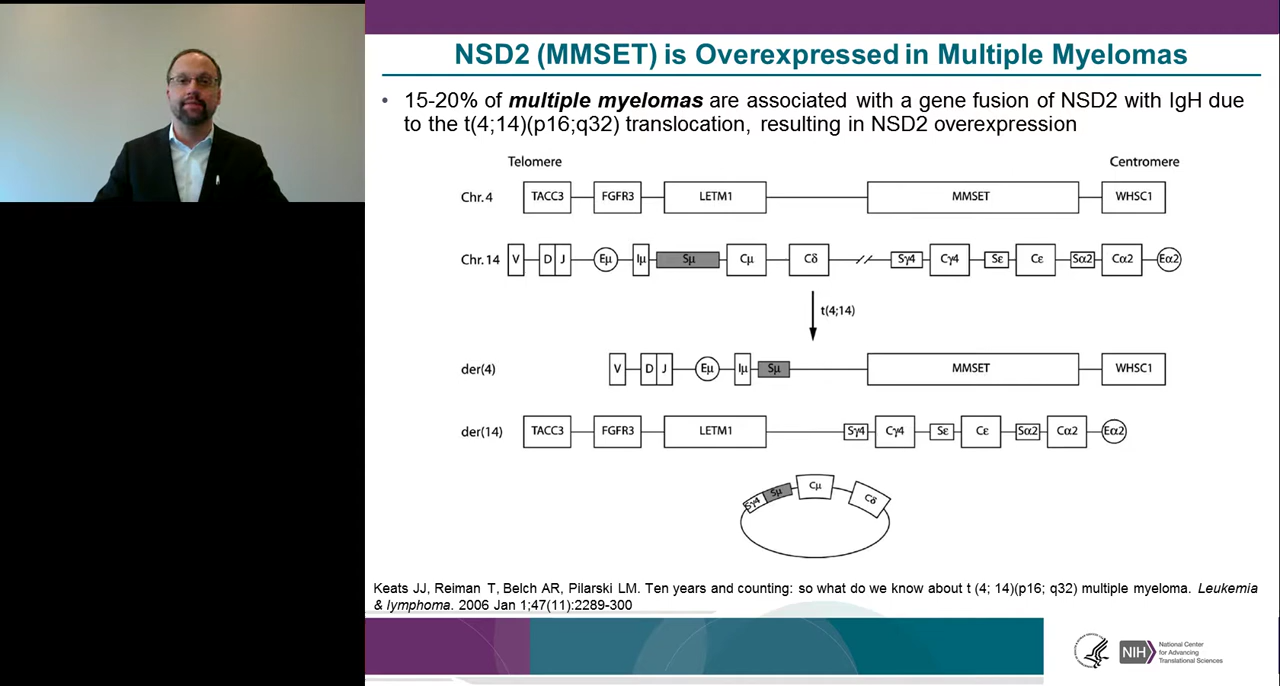 NSD2 (MMSET) is Overexpressed in Multiple Myelomas
• 15-20% of multiple myelomas are associated with a gene fusion of NSD2 with IgH due
to the t(4;14)(p16;q32) translocation, resulting in NSD2 overexpression
Telomere Centromere
Chr. 4 TACC3 FGFR3 LETM1 MMSET WHSC1
Chr. 14 V D J Eμ Iμ Sμ Cμ Cδ Sγ4 Cγ4 Sε Cε Sα2 Cα2 Eα2
t(4;14)
der(4) V D J Eμ Iμ Sμ MMSET WHSC1
der(14) TACC3 FGFR3 LETM1 Sγ4 Cγ4 Sε Cε Sα2 Cα2 Eα2
Sγ4 Sμ Cμ Cδ
Keats JJ, Reiman T, Belch AR, Pilarski LM. Ten years and counting: so what do we know about t (4; 14)(p16; q32) multiple myeloma. Leukemia
& lymphoma. 2006 Jan 1;47(11):2289-300
NIH National Center
for Advancing
Translational Sciences